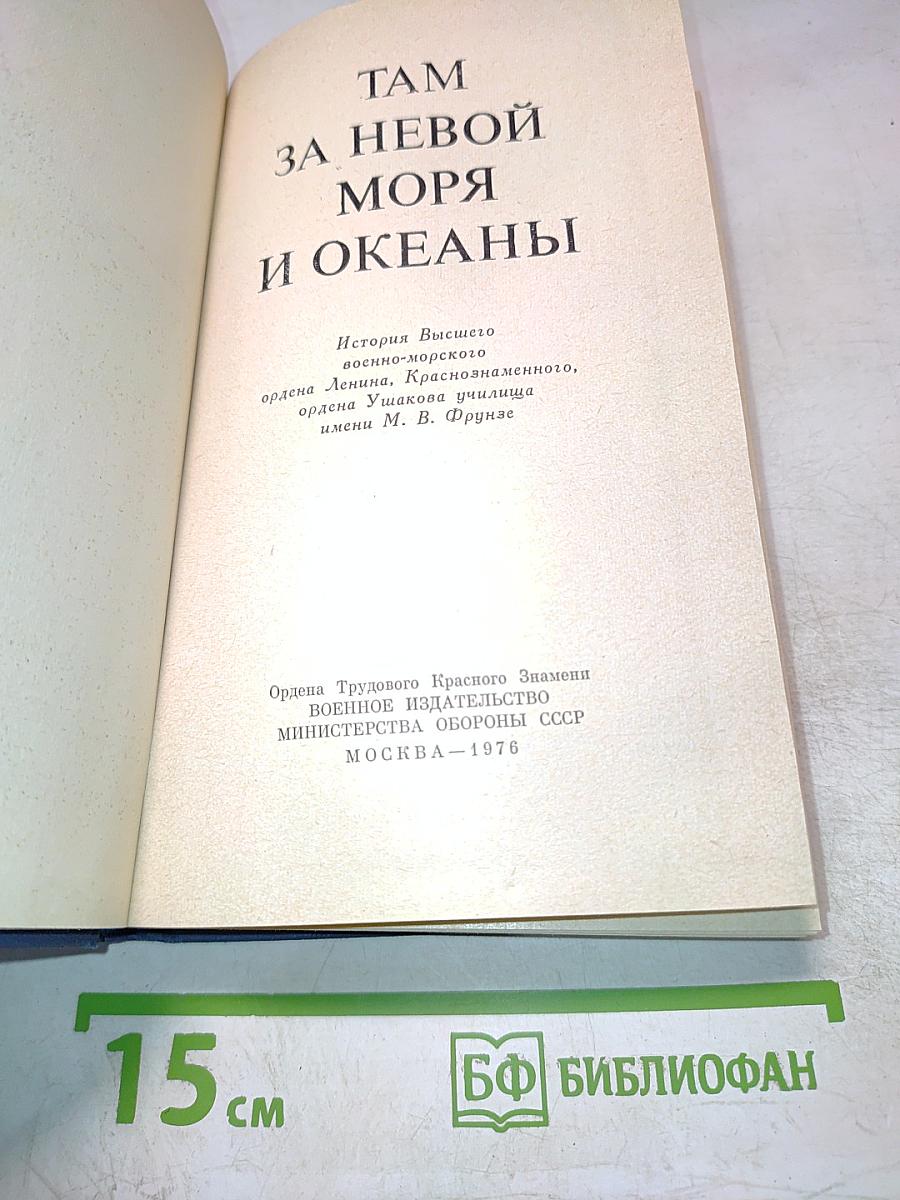 ТАМ
ЗА НЕВОЙ
МОРЯ
И ОКЕАНЫ
История Высшего
военно-морского
ордена Ленина, Краснознаменного,
ордена Ушакова училища
имени М. В. Фрунзе
Ордена Трудового Красного Знамени
ВОЕННОЕ ИЗДАТЕЛЬСТВО
МИНИСТЕРСТВА ОБОРОНЫ СССР
МОСКВА—1976
15 см
БФ БИБЛИОФАН